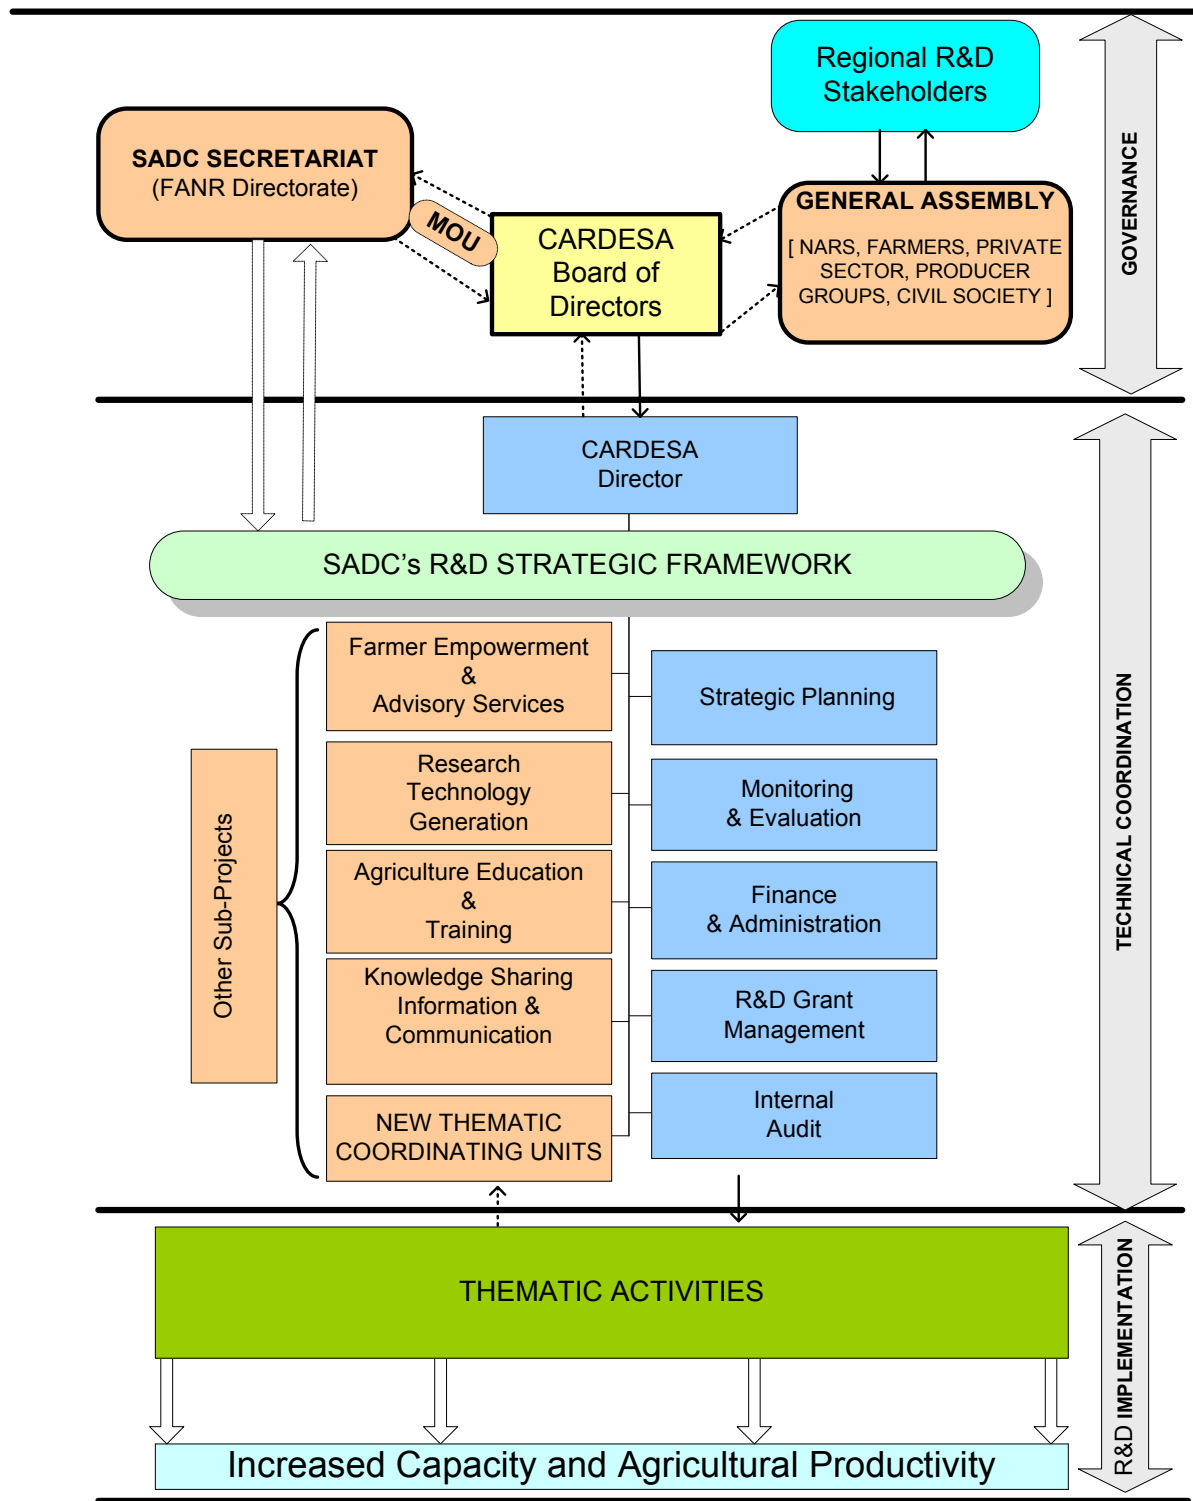 Regional R&D
Stakeholders
SADC SECRETARIAT
(FANR Directorate)
MOU
CARDESA
Board of
Directors
GENERAL ASSEMBLY
[ NARS, FARMERS, PRIVATE
SECTOR, PRODUCER
GROUPS, CIVIL SOCIETY ]
GOVERNANCE
CARDESA
Director
SADC's R&D STRATEGIC FRAMEWORK
Other Sub-Projects
Farmer Empowerment
&
Advisory Services
Research
Technology
Generation
Agriculture Education
&
Training
Knowledge Sharing
Information &
Communication
NEW THEMATIC
COORDINATING UNITS
Strategic Planning
Monitoring
& Evaluation
Finance
& Administration
R&D Grant
Management
Internal
Audit
TECHNICAL COORDINATION
THEMATIC ACTIVITIES
Increased Capacity and Agricultural Productivity
R&D IMPLEMENTATION